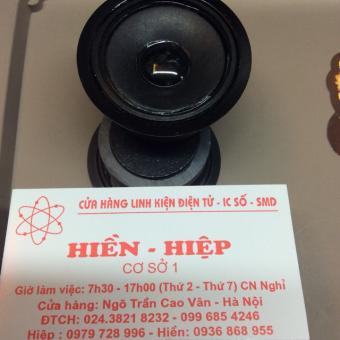 CỬA HÀNG LINH KIỆN ĐIỆN TỬ - IC SỐ - SMD
HIỀN - HIỆP
CƠ SỞ 1
Giờ làm việc: 7h30 - 17h00 (Thứ 2 - Thứ 7) CN Nghỉ
Cửa hàng: Ngõ Trần Cao Vân - Hà Nội
ĐTCH: 024.3821 8232 - 099 685 4246
Hiệp : 0979 728 996 - Hiền: 0936 868 955